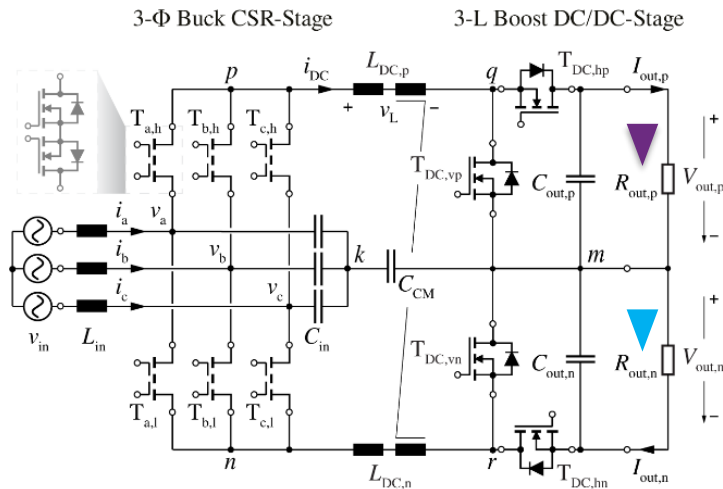 3-Φ Buck CSR-Stage
3-L Boost DC/DC-Stage
p
i_DC
L_DC,p
q
T_DC,hp
I_out,p
+
v_L
−
T_a,h
T_b,h
T_c,h
T_DC,vp
C_out,p
R_out,p
V_out,p
+
−
i_a
v_a
i_b
v_b
k
m
i_c
v_c
C_CM
v_in
L_in
C_in
T_DC,vn
C_out,n
R_out,n
V_out,n
+
−
T_a,l
T_b,l
T_c,l
n
L_DC,n
r
T_DC,hn
I_out,n